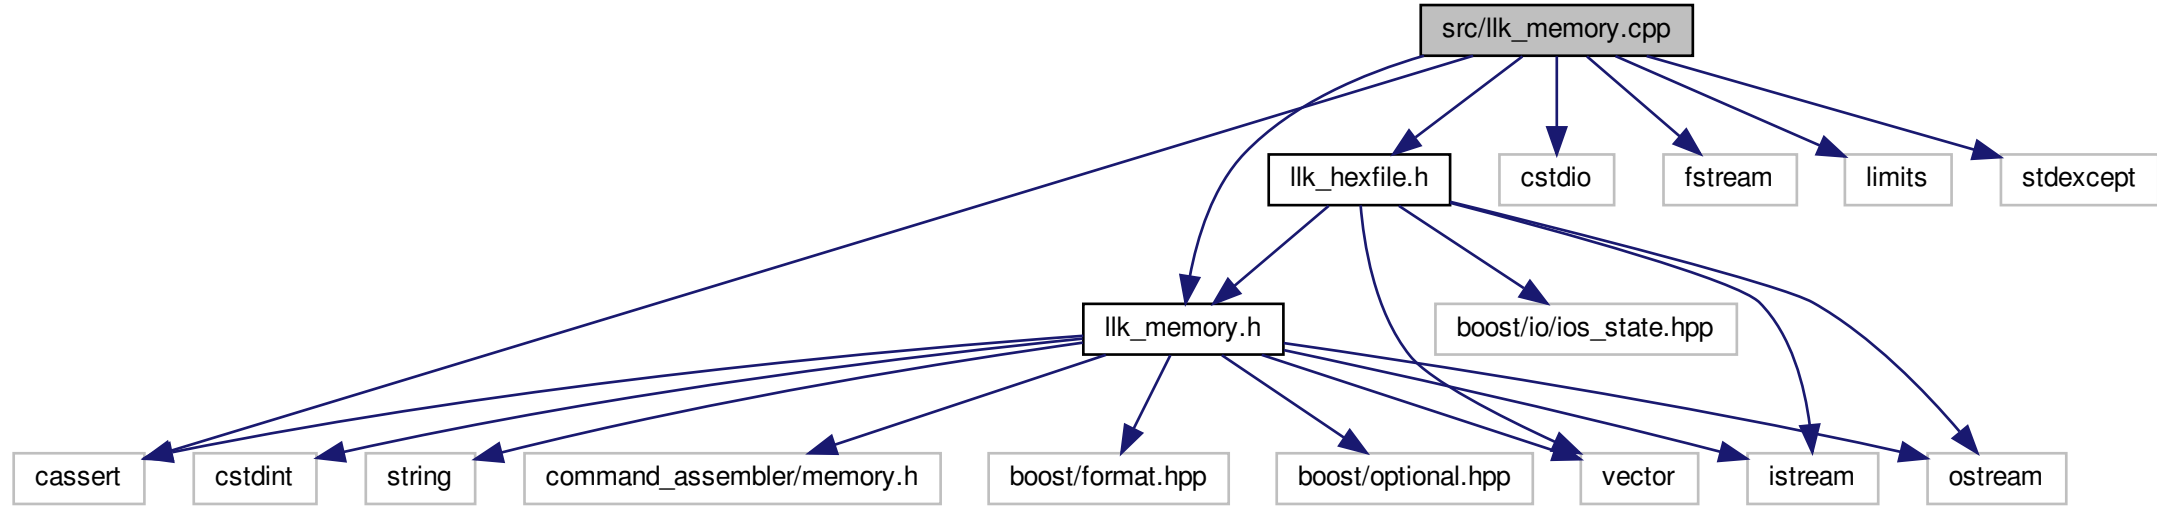 src/llk_memory.cpp
llk_hexfile.h
cstdio
fstream
limits
stdexcept
llk_memory.h
boost/io/ios_state.hpp
cassert
cstdint
string
command_assembler/memory.h
boost/format.hpp
boost/optional.hpp
vector
istream
ostream